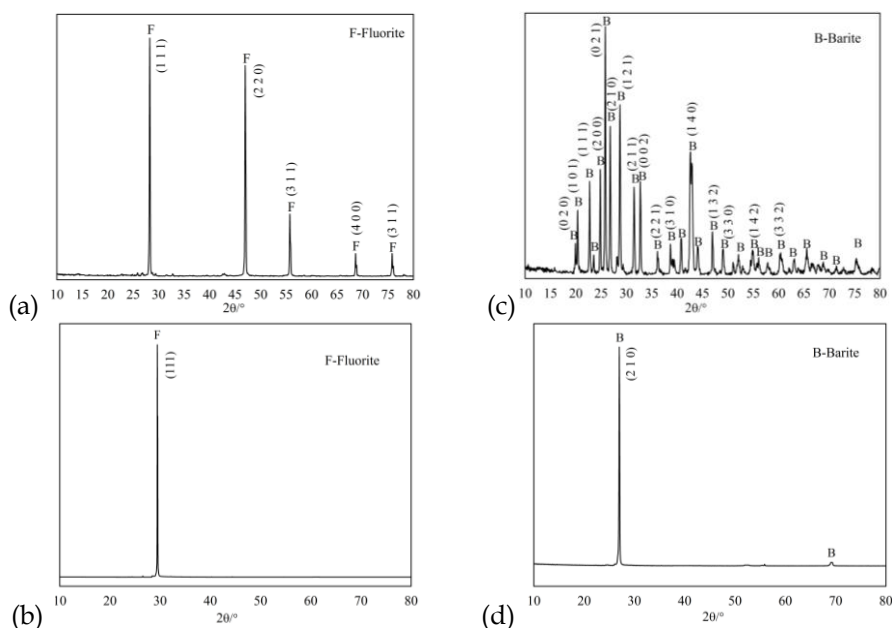 F
F-Fluorite
(1 1 1)
F
(2 2 0)
F
(3 1 1)
F
(4 0 0)
F
(3 1 1)
10 15 25 35 45 55 65 75 80
2θ/°
(a)
B-Barite
(0 2 0)
B
(1 0 1)
B
(1 1 1)
B
B
(2 0 0)
B
(0 2 1)
B
(2 1 0)
B
(1 2 1)
B
(2 1 1)
B
(0 0 2)
B
(2 2 1)
B
(3 1 0)
B
B
(1 4 0)
B
B
(1 3 2)
B
(3 3 0)
B
B
(1 4 2)
B
B
B
(3 3 2)
B
B
B
B
B
B
10 15 20 25 30 35 40 45 50 55 60 65 70 75 80
2θ/°
(c)
F
F-Fluorite
(111)
10 20 30 40 50 60 70 80
2θ/°
(b)
B
B-Barite
(2 1 0)
B
10 20 30 40 50 60 70 80
2θ/°
(d)